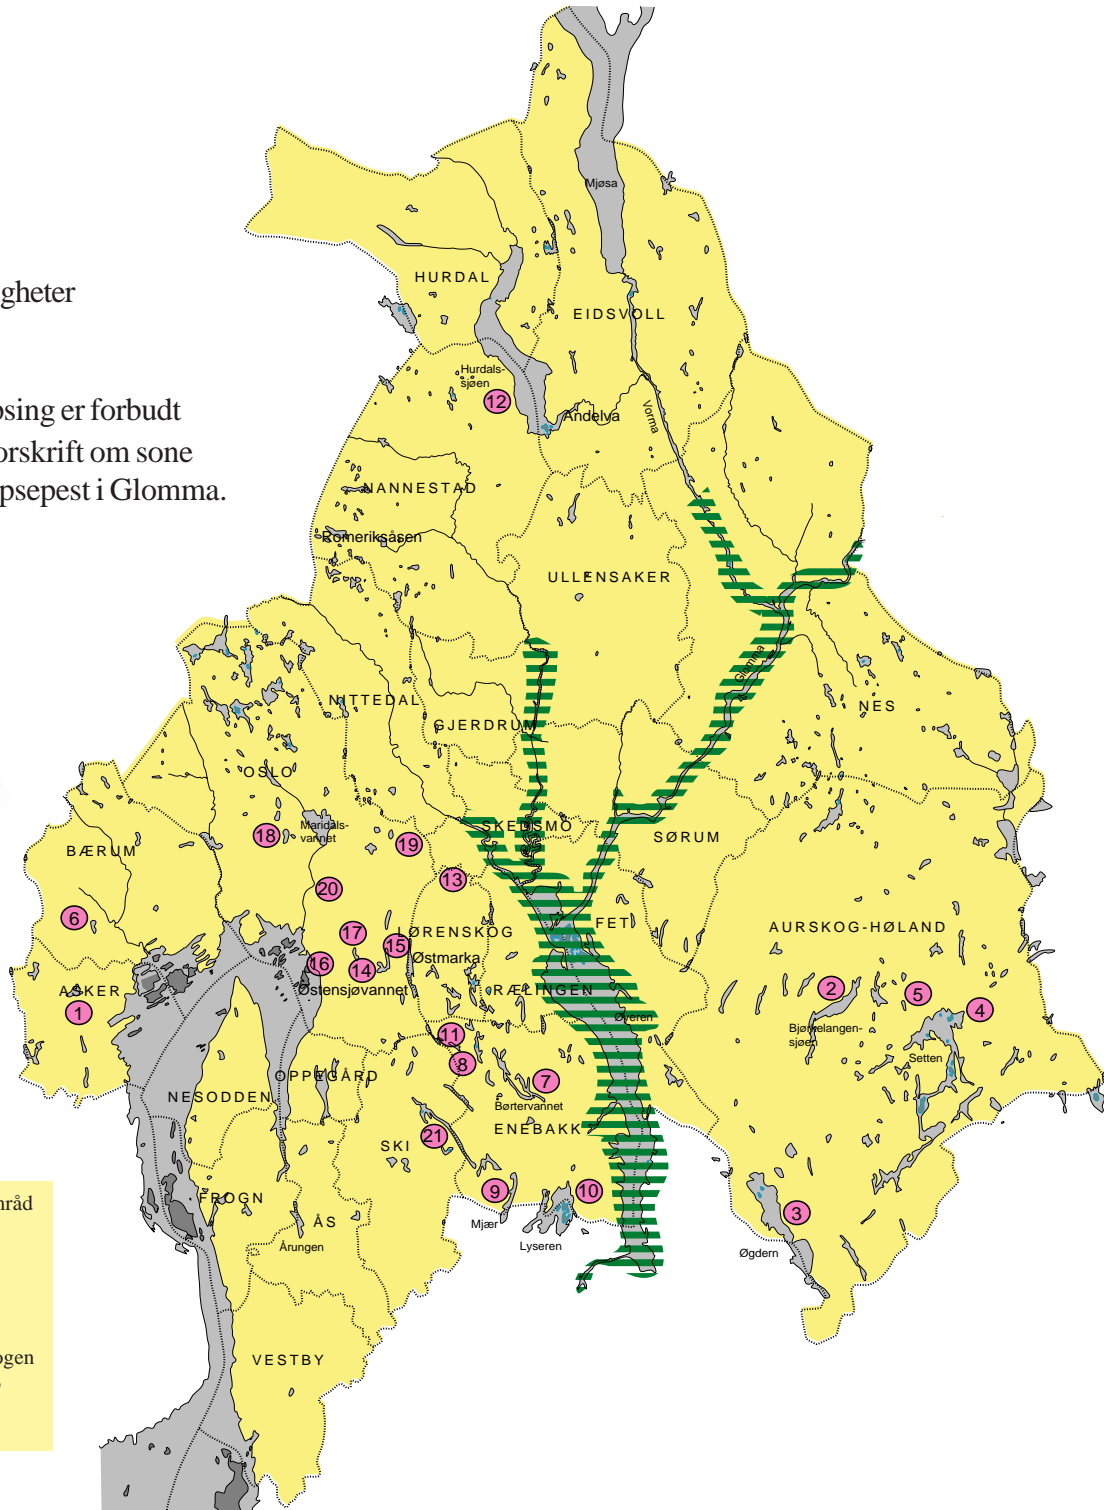 Mjøsa
HURDAL
gheter
EIDSVOLL
Hurdals-
sjøen
12
Andelva
Vorma
sing er forbudt
orskrift om sone
psepest i Glomma.
NANNESTAD
Romeriksåsen
ULLENSAKER
Glomma
NITTEDAL
NES
GJERDRUM
OSLO
Maridals-
vannet
SKEDSMO
SØRUM
18
19
BÆRUM
13
20
6
17
LØRENSKOG
FET
AURSKOG-HØLAND
15
Østmarka
16
14
Østensjøvannet
RÆLINGEN
ASKER
1
2
5
4
Øyeren
Bjørkelangen-
sjøen
11
8
Setten
OPPEGÅRD
7
NESODDEN
Børtervannet
ENEBAKK
21
SKI
9
10
FROGN
nråd
ÅS
Mjær
3
Årungen
Lyseren
Øgdern
ogen
VESTBY